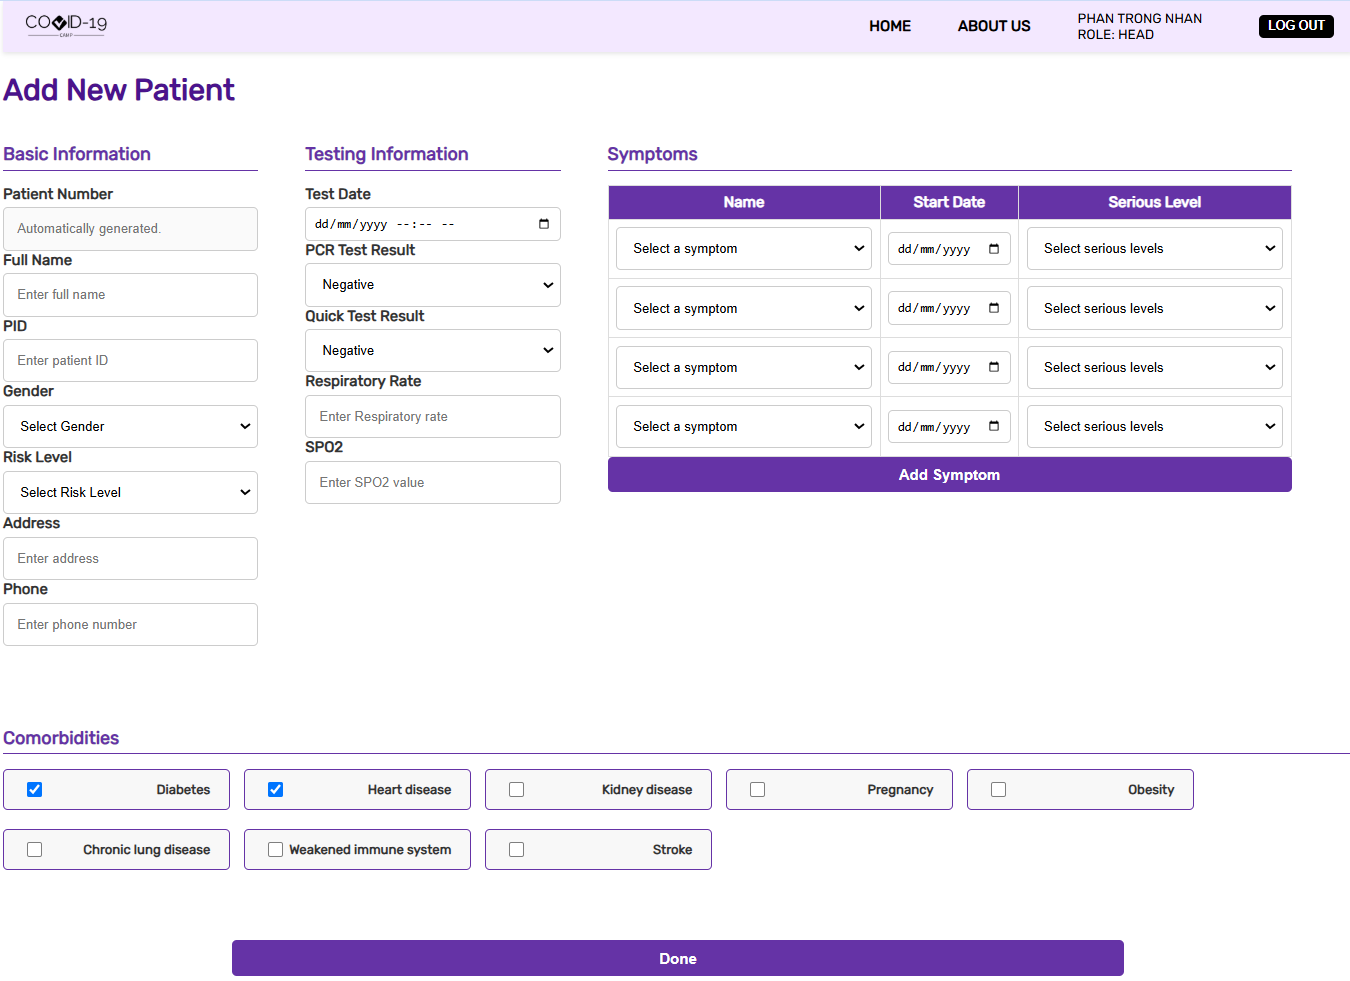 COVID-19
CAMP
HOME
ABOUT US
PHAN TRONG NHAN
ROLE: HEAD
LOG OUT
Add New Patient
Basic Information
Patient Number
Automatically generated.
Full Name
Enter full name
PID
Enter patient ID
Gender
Select Gender
Risk Level
Select Risk Level
Address
Enter address
Phone
Enter phone number
Testing Information
Test Date
dd/mm/yyyy --:-- --
PCR Test Result
Negative
Quick Test Result
Negative
Respiratory Rate
Enter Respiratory rate
SPO2
Enter SPO2 value
Symptoms
Name Start Date Serious Level
Select a symptom dd/mm/yyyy Select serious levels
Select a symptom dd/mm/yyyy Select serious levels
Select a symptom dd/mm/yyyy Select serious levels
Select a symptom dd/mm/yyyy Select serious levels
Add Symptom
Comorbidities
Diabetes Heart disease Kidney disease Pregnancy Obesity
Chronic lung disease Weakened immune system Stroke
Done